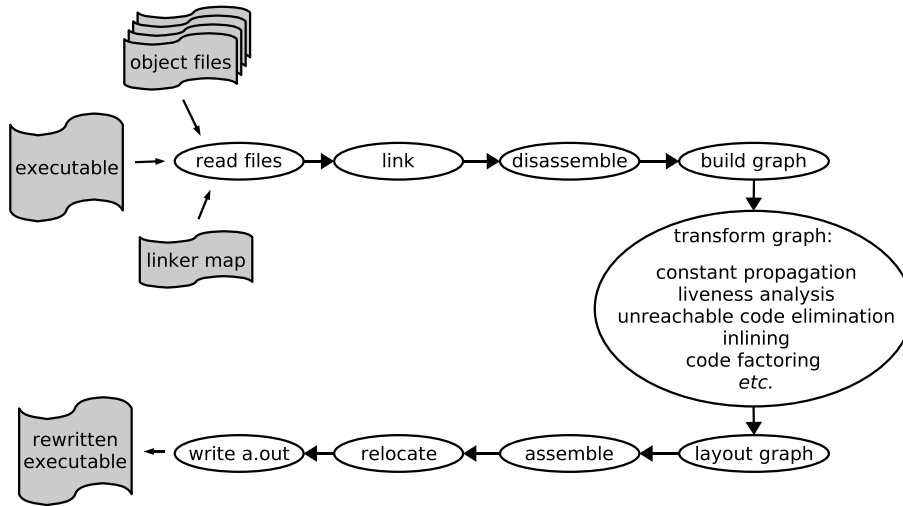 object files
executable
read files
link
disassemble
build graph
linker map
transform graph:
constant propagation
liveness analysis
unreachable code elimination
inlining
code factoring
etc.
rewritten
executable
write a.out
relocate
assemble
layout graph